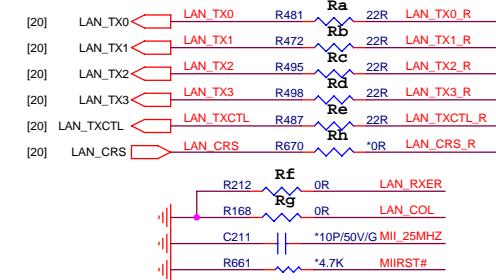 Ra
[20] LAN_TX0 LAN_TX0 R481 22R LAN_TX0_R
Rb
[20] LAN_TX1 LAN_TX1 R472 22R LAN_TX1_R
Rc
[20] LAN_TX2 LAN_TX2 R495 22R LAN_TX2_R
Rd
[20] LAN_TX3 LAN_TX3 R498 22R LAN_TX3_R
Re
[20] LAN_TXCTL LAN_TXCTL R487 22R LAN_TXCTL_R
Rh
[20] LAN_CRS LAN_CRS R670 *0R LAN_CRS_R
Rf
R212 0R LAN_RXER
Rg
R168 0R LAN_COL
C211 *10P/50V/G MII_25MHZ
R661 *4.7K MIIRST#